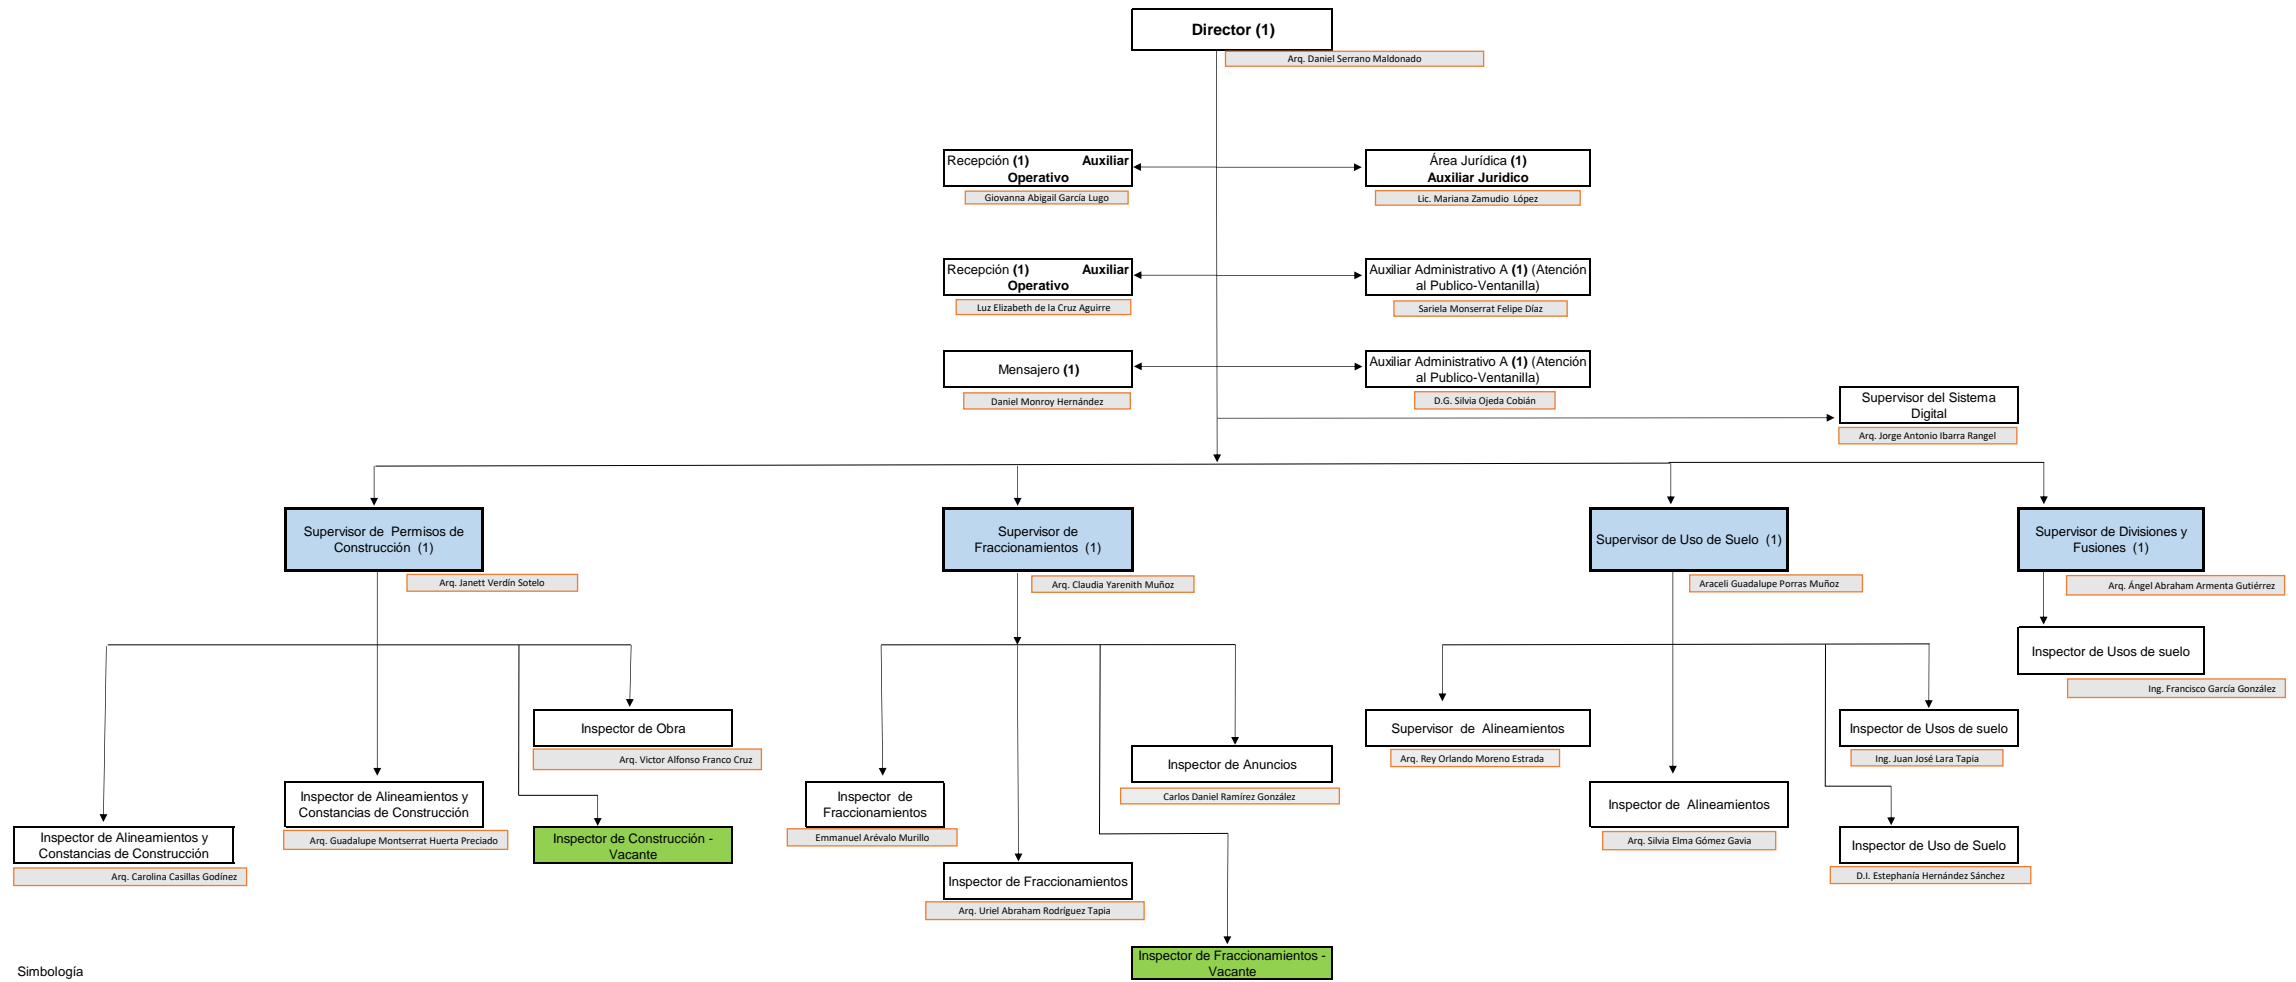 Director (1)
Arq. Daniel Serrano Maldonado
Recepción (1) Auxiliar
Operativo
Giovanna Abigail García Lugo
Área Jurídica (1)
Auxiliar Juridico
Lic. Mariana Zamudio López
Recepción (1) Auxiliar
Operativo
Luz Elizabeth de la Cruz Aguirre
Auxiliar Administrativo A (1) (Atención
al Publico-Ventanilla)
Sariela Monserrat Felipe Díaz
Mensajero (1)
Daniel Monroy Hernández
Auxiliar Administrativo A (1) (Atención
al Publico-Ventanilla)
D.G. Silvia Ojeda Cobián
Supervisor del Sistema
Digital
Arq. Jorge Antonio Ibarra Rangel
Supervisor de Permisos de
Construcción (1)
Arq. Janett Verdín Sotelo
Supervisor de
Fraccionamientos (1)
Arq. Claudia Yarenith Muñoz
Supervisor de Uso de Suelo (1)
Araceli Guadalupe Porras Muñoz
Supervisor de Divisiones y
Fusiones (1)
Arq. Ángel Abraham Armenta Gutiérrez
Inspector de Usos de suelo
Ing. Francisco García González
Inspector de Obra
Arq. Victor Alfonso Franco Cruz
Inspector de Alineamientos y
Constancias de Construcción
Arq. Guadalupe Montserrat Huerta Preciado
Inspector de Alineamientos y
Constancias de Construcción
Arq. Carolina Casillas Godínez
Inspector de Construcción -
Vacante
Inspector de Anuncios
Carlos Daniel Ramírez González
Inspector de
Fraccionamientos
Emmanuel Arévalo Murillo
Inspector de Fraccionamientos
Arq. Uriel Abraham Rodríguez Tapia
Inspector de Fraccionamientos -
Vacante
Supervisor de Alineamientos
Arq. Rey Orlando Moreno Estrada
Inspector de Usos de suelo
Ing. Juan José Lara Tapia
Inspector de Alineamientos
Arq. Silvia Elma Gómez Gavia
Inspector de Uso de Suelo
D.I. Estephanía Hernández Sánchez
Simbología